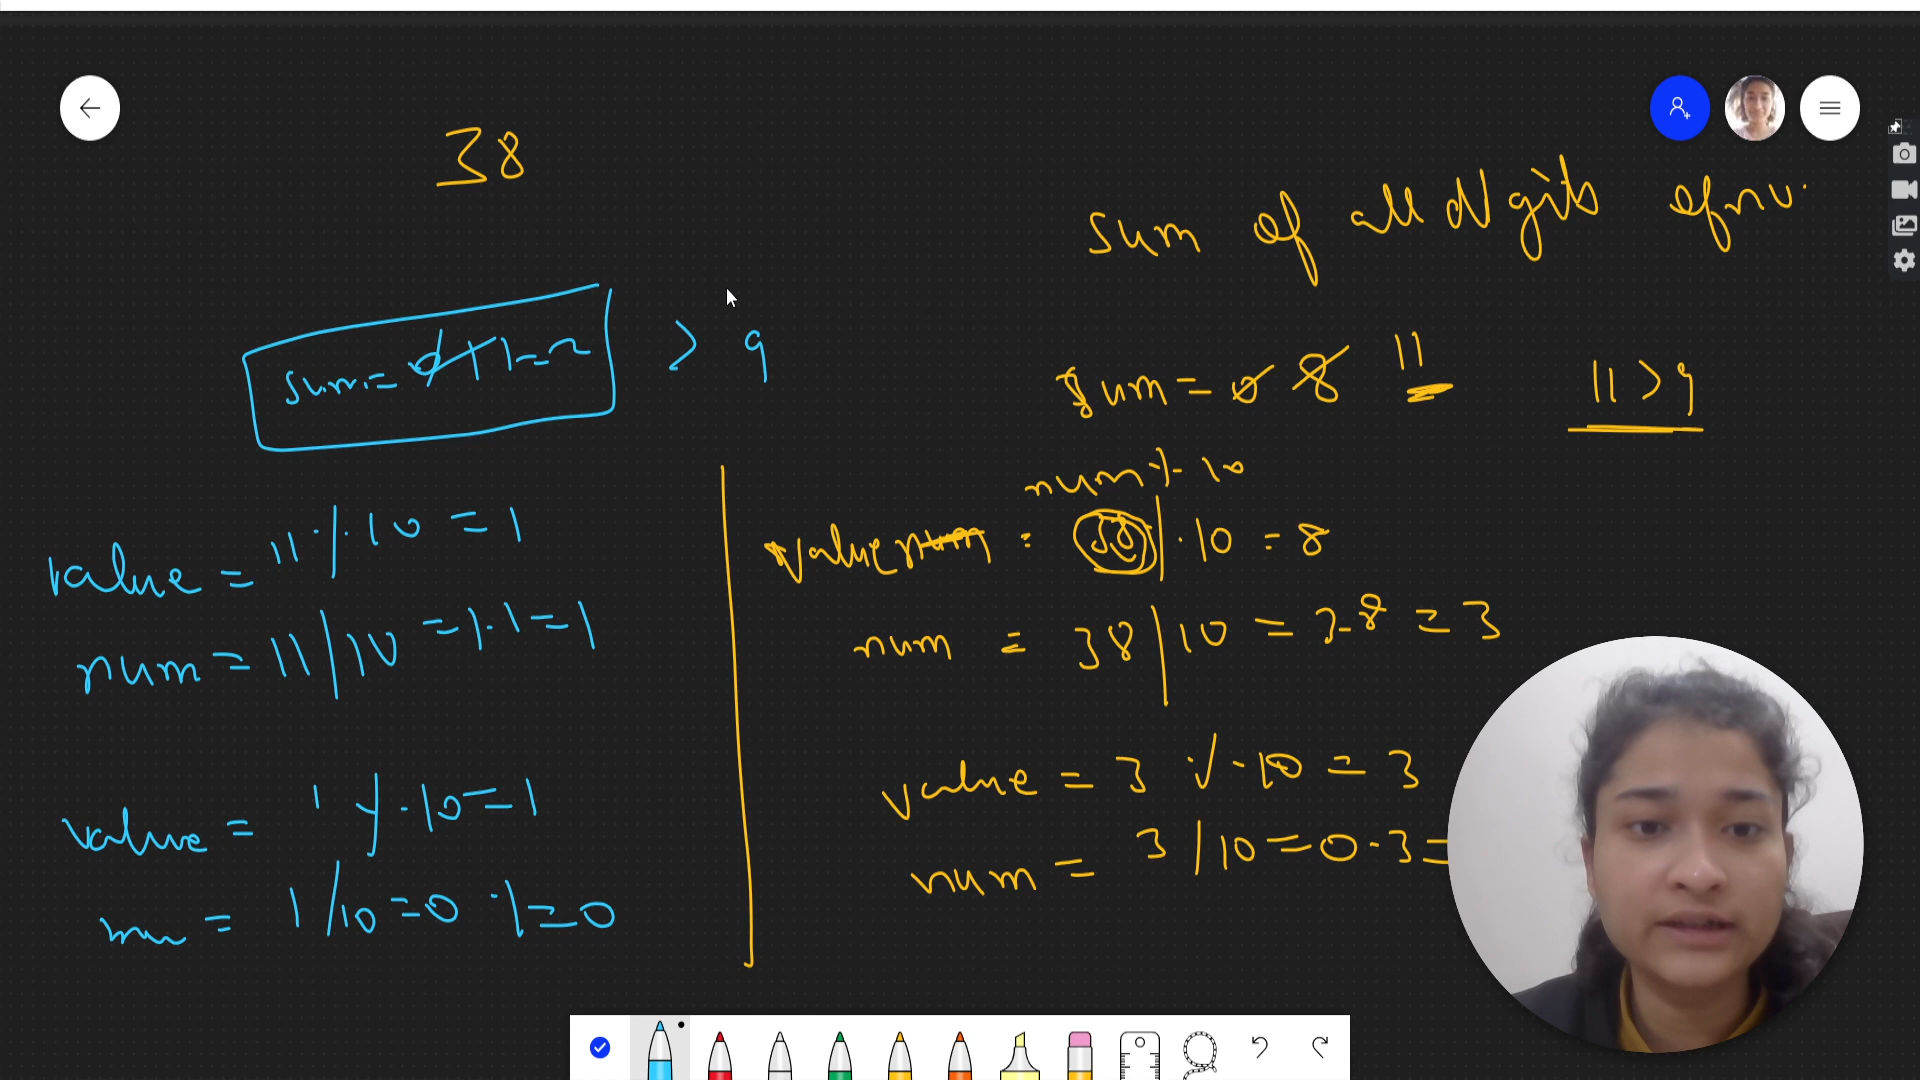 38
sum of all digits of nu.
sum = 0 8 11
11 > 9
sum = 0 + 1 = 2 > 9
value = 11 % 10 = 1
num = 11 / 10 = 1.1 = 1
value = 1 % 10 = 1
= 1 / 10 = 0.1 = 0
num % 10
value num = 38 % 10 = 8
num = 38 / 10 = 3.8 = 3
value = 3 % 10 = 3
num = 3 / 10 = 0.3 =